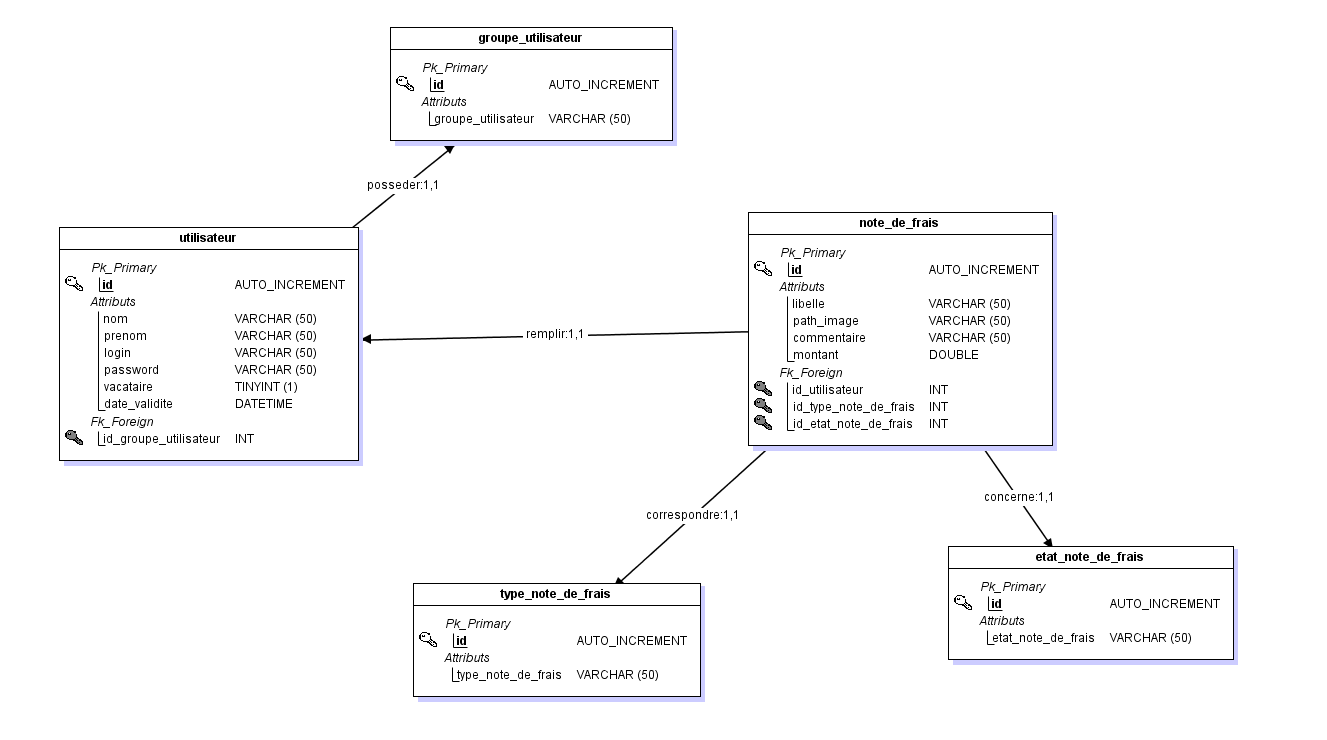 groupe_utilisateur
Pk_Primary
id AUTO_INCREMENT
Attributs
groupe_utilisateur VARCHAR (50)
posseder:1,1
utilisateur
Pk_Primary
id AUTO_INCREMENT
Attributs
nom VARCHAR (50)
prenom VARCHAR (50)
login VARCHAR (50)
password VARCHAR (50)
vacataire TINYINT (1)
date_validite DATETIME
Fk_Foreign
id_groupe_utilisateur INT
remplir:1,1
note_de_frais
Pk_Primary
id AUTO_INCREMENT
Attributs
libelle VARCHAR (50)
path_image VARCHAR (50)
commentaire VARCHAR (50)
montant DOUBLE
Fk_Foreign
id_utilisateur INT
id_type_note_de_frais INT
id_etat_note_de_frais INT
correspondre:1,1
concerne:1,1
type_note_de_frais
Pk_Primary
id AUTO_INCREMENT
Attributs
type_note_de_frais VARCHAR (50)
etat_note_de_frais
Pk_Primary
id AUTO_INCREMENT
Attributs
etat_note_de_frais VARCHAR (50)